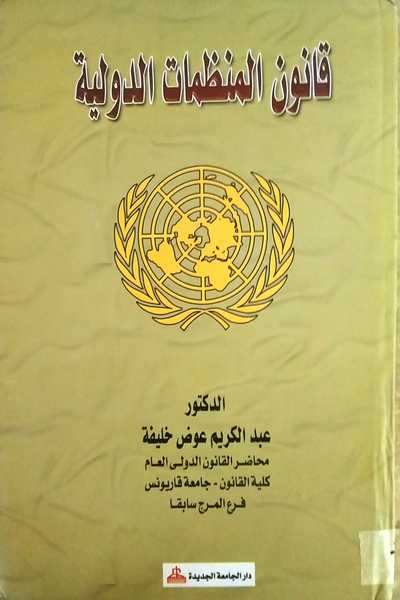 قانون المنظمات الدولية
الدكتور
عبد الكريم عوض خليفة
محاضر القانون الدولى العام
كلية القانون - جامعة قاريونس
فرع المرج سابقا
دار الجامعة الجديدة